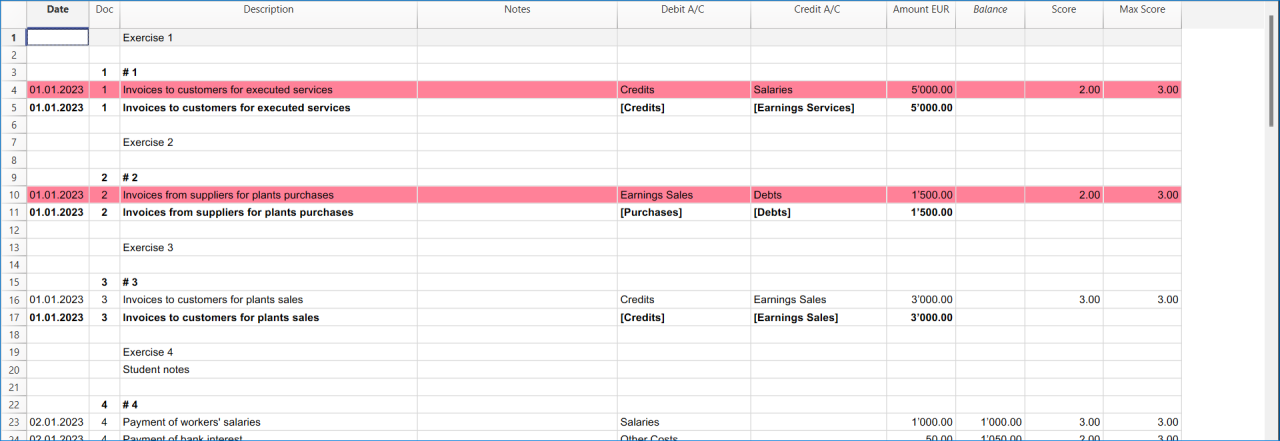 Date Doc Description Notes Debit A/C Credit A/C Amount EUR Balance Score Max Score
1 Exercise 1
2
3 1 # 1
4 01.01.2023 1 Invoices to customers for executed services Credits Salaries 5'000.00 2.00 3.00
5 01.01.2023 1 Invoices to customers for executed services [Credits] [Earnings Services] 5'000.00
6
7 Exercise 2
8
9 2 # 2
10 01.01.2023 2 Invoices from suppliers for plants purchases Earnings Sales Debts 1'500.00 2.00 3.00
11 01.01.2023 2 Invoices from suppliers for plants purchases [Purchases] [Debts] 1'500.00
12
13 Exercise 3
14
15 3 # 3
16 01.01.2023 3 Invoices to customers for plants sales Credits Earnings Sales 3'000.00 3.00 3.00
17 01.01.2023 3 Invoices to customers for plants sales [Credits] [Earnings Sales] 3'000.00
18
19 Exercise 4
20 Student notes
21
22 4 # 4
23 02.01.2023 4 Payment of workers' salaries Salaries 1'000.00 1'000.00 3.00 3.00
24 02.01.2023 4 Payment of bank interest Other Costs 50.00 1'050.00 2.00 3.00